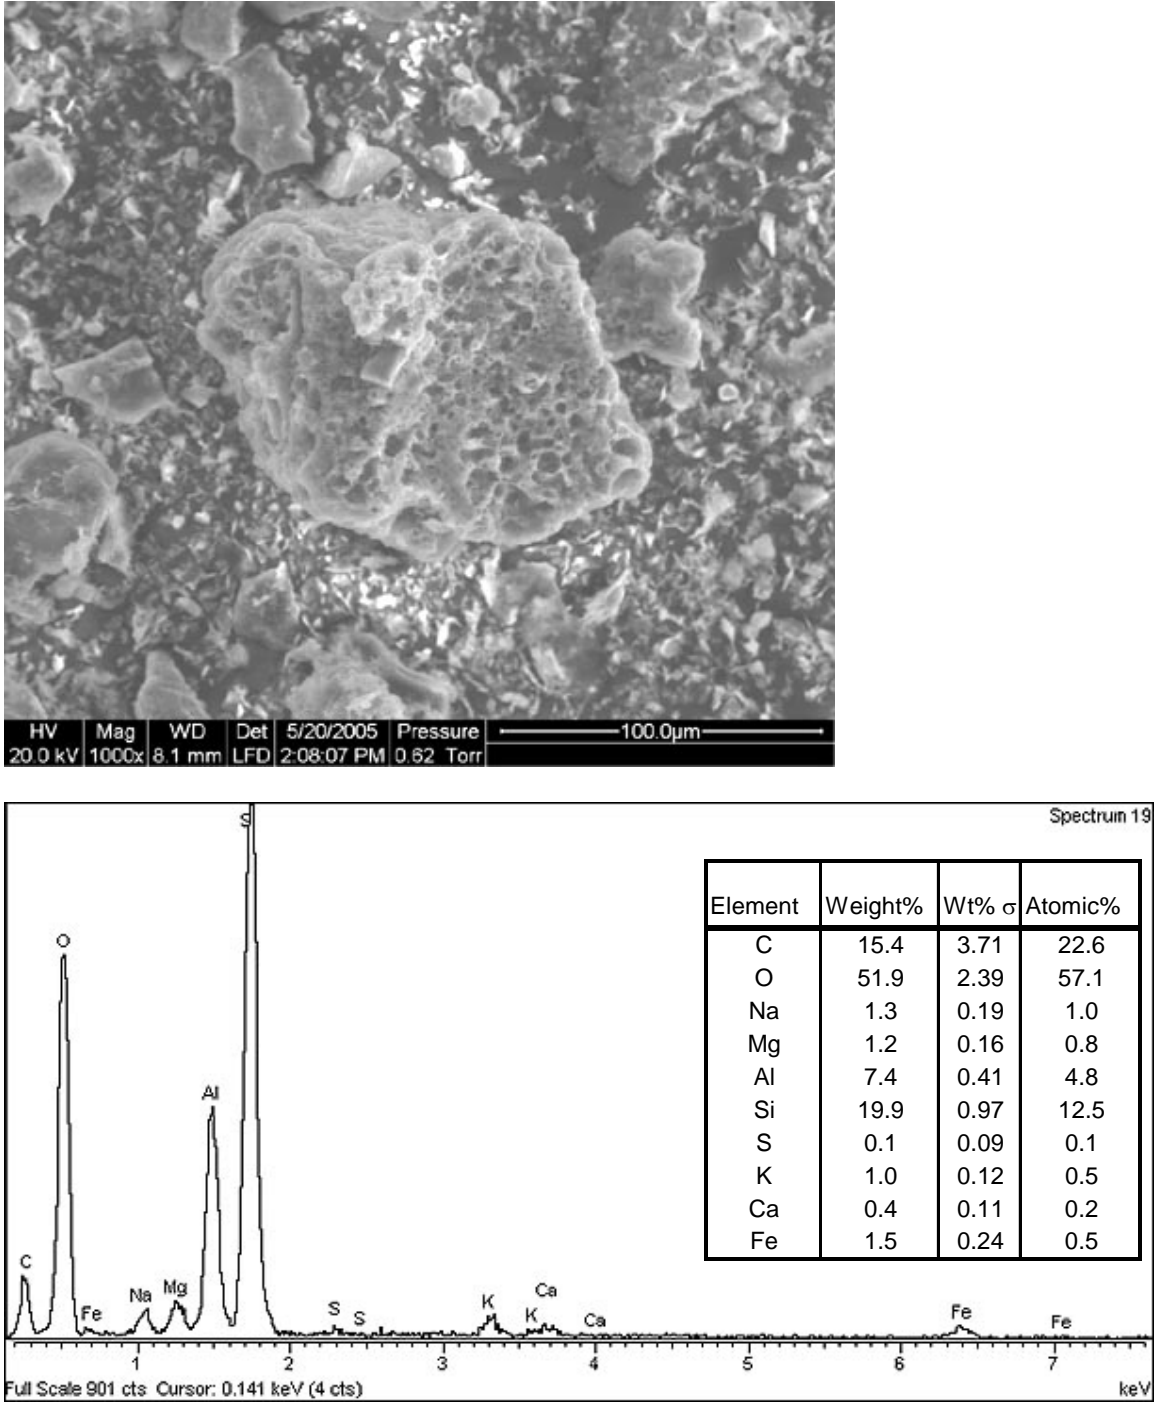 HV Mag WD Det 5/20/2005 Pressure 100.0µm
20.0 kV 1000x 8.1 mm LFD 2:08:07 PM 0.62 Torr
Spectrum 19
S
Element Weight% Wt% σ Atomic%
C 15.4 3.71 22.6
O 51.9 2.39 57.1
Na 1.3 0.19 1.0
Mg 1.2 0.16 0.8
Al 7.4 0.41 4.8
Si 19.9 0.97 12.5
S 0.1 0.09 0.1
K 1.0 0.12 0.5
Ca 0.4 0.11 0.2
Fe 1.5 0.24 0.5
O
Al
C Fe Na Mg S S K K Ca Ca Fe Fe
1 2 3 4 5 6 7
Full Scale 901 cts Cursor: 0.141 keV (4 cts) keV